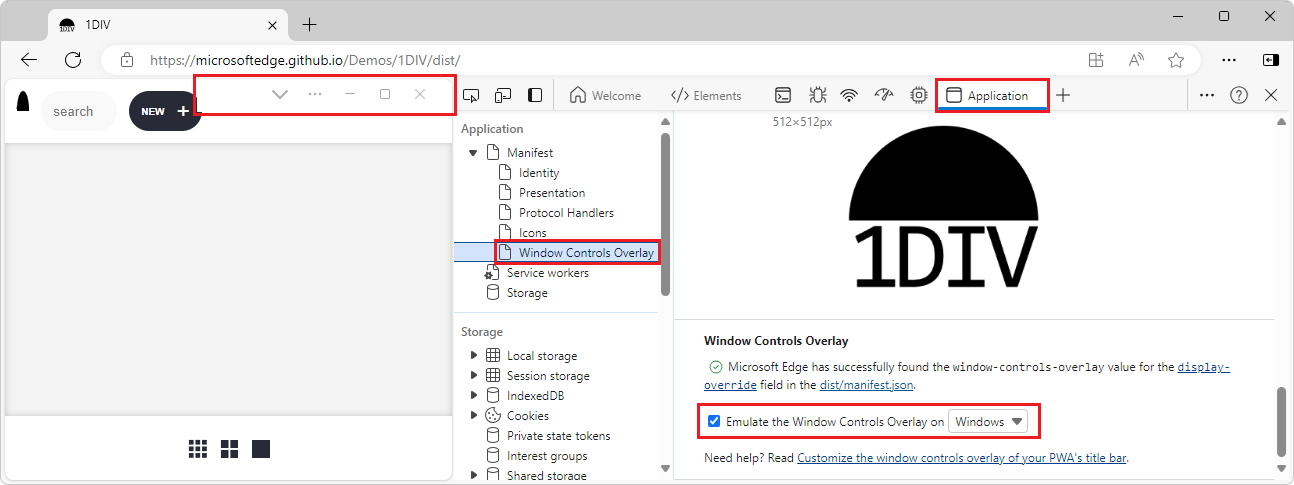 1DIV
https://microsoftedge.github.io/Demos/1DIV/dist/
search
NEW +
Welcome
Elements
Application
Application
Manifest
Identity
Presentation
Protocol Handlers
Icons
Window Controls Overlay
Service workers
Storage
Storage
Local storage
Session storage
IndexedDB
Cookies
Private state tokens
Interest groups
Shared storage
512×512px
1DIV
Window Controls Overlay
Microsoft Edge has successfully found the window-controls-overlay value for the display-
override field in the dist/manifest.json.
Emulate the Window Controls Overlay on Windows
Need help? Read Customize the window controls overlay of your PWA's title bar.